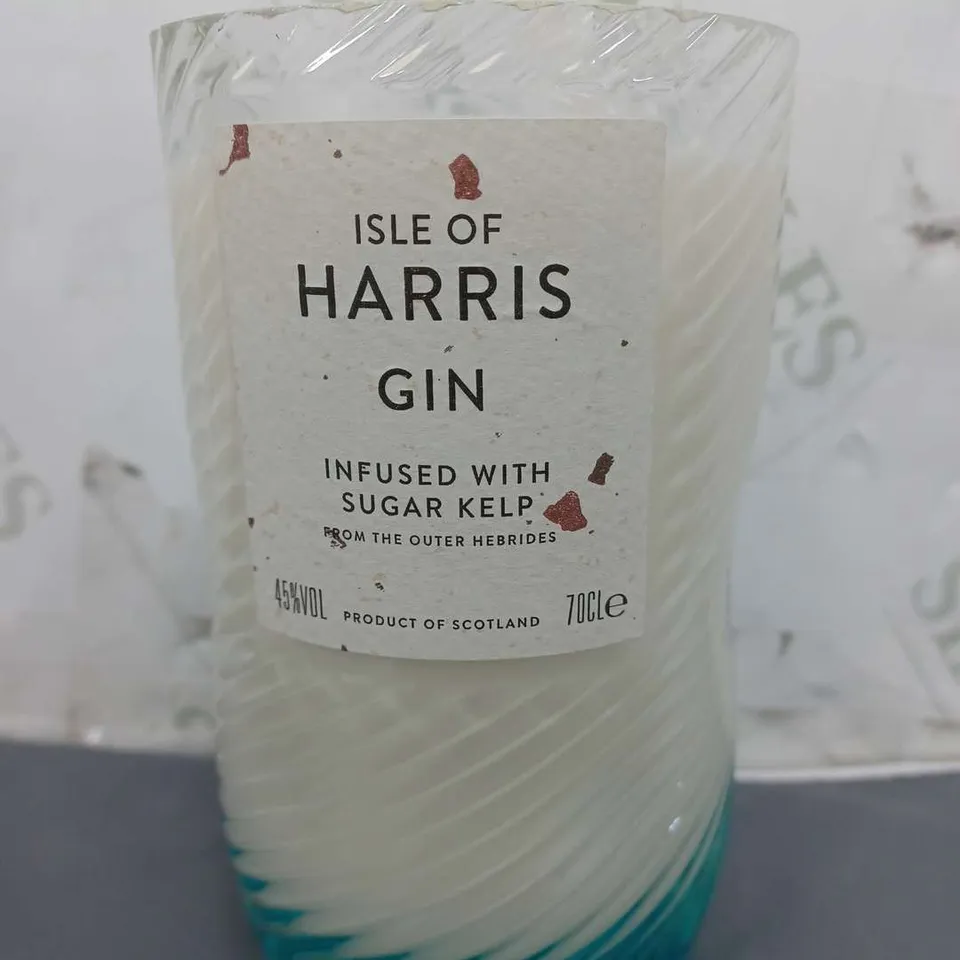 ISLE OF
HARRIS
GIN
INFUSED WITH
SUGAR KELP
FROM THE OUTER HEBRIDES
45%VOL PRODUCT OF SCOTLAND 70CLe